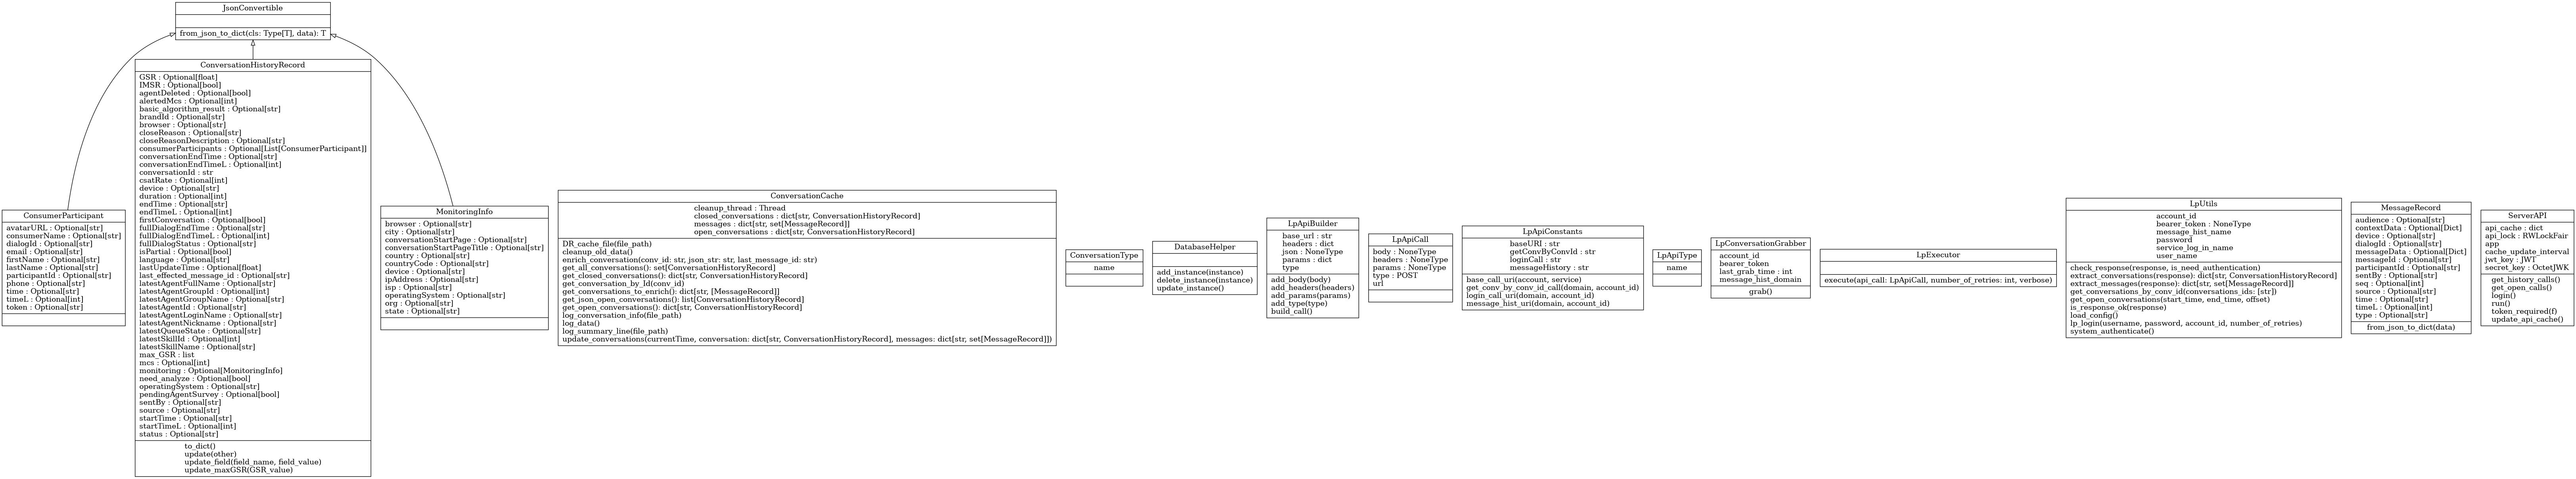 JsonConvertible
from_json_to_dict(cls: Type[T], data): T
ConsumerParticipant
avatarURL : Optional[str]
consumerName : Optional[str]
dialogId : Optional[str]
email : Optional[str]
firstName : Optional[str]
lastName : Optional[str]
participantId : Optional[str]
phone : Optional[str]
time : Optional[str]
timeL : Optional[int]
token : Optional[str]
ConversationHistoryRecord
GSR : Optional[float]
IMSR : Optional[bool]
agentDeleted : Optional[bool]
alertedMcs : Optional[int]
basic_algorithm_result : Optional[str]
brandId : Optional[str]
browser : Optional[str]
closeReason : Optional[str]
closeReasonDescription : Optional[str]
consumerParticipants : Optional[List[ConsumerParticipant]]
conversationEndTime : Optional[str]
conversationEndTimeL : Optional[int]
conversationId : str
csatRate : Optional[int]
device : Optional[str]
duration : Optional[int]
endTime : Optional[str]
endTimeL : Optional[int]
firstConversation : Optional[bool]
fullDialogEndTime : Optional[str]
fullDialogEndTimeL : Optional[int]
fullDialogStatus : Optional[str]
isPartial : Optional[bool]
language : Optional[str]
lastUpdateTime : Optional[float]
last_effected_message_id : Optional[str]
latestAgentFullName : Optional[str]
latestAgentGroupId : Optional[int]
latestAgentGroupName : Optional[str]
latestAgentId : Optional[str]
latestAgentLoginName : Optional[str]
latestAgentNickname : Optional[str]
latestQueueState : Optional[str]
latestSkillId : Optional[int]
latestSkillName : Optional[str]
max_GSR : list
mcs : Optional[int]
monitoring : Optional[MonitoringInfo]
need_analyze : Optional[bool]
operatingSystem : Optional[str]
pendingAgentSurvey : Optional[bool]
sentBy : Optional[str]
source : Optional[str]
startTime : Optional[str]
startTimeL : Optional[int]
status : Optional[str]
to_dict()
update(other)
update_field(field_name, field_value)
update_maxGSR(GSR_value)
MonitoringInfo
browser : Optional[str]
city : Optional[str]
conversationStartPage : Optional[str]
conversationStartPageTitle : Optional[str]
country : Optional[str]
countryCode : Optional[str]
device : Optional[str]
ipAddress : Optional[str]
isp : Optional[str]
operatingSystem : Optional[str]
org : Optional[str]
state : Optional[str]
ConversationCache
cleanup_thread : Thread
closed_conversations : dict[str, ConversationHistoryRecord]
messages : dict[str, set[MessageRecord]]
open_conversations : dict[str, ConversationHistoryRecord]
DR_cache_file(file_path)
cleanup_old_data()
enrich_conversation(conv_id: str, json_str: str, last_message_id: str)
get_all_conversations(): set[ConversationHistoryRecord]
get_closed_conversations(): dict[str, ConversationHistoryRecord]
get_conversation_by_Id(conv_id)
get_conversations_to_enrich(): dict[str, [MessageRecord]]
get_json_open_conversations(): list[ConversationHistoryRecord]
get_open_conversations(): dict[str, ConversationHistoryRecord]
log_conversation_info(file_path)
log_data()
log_summary_line(file_path)
update_conversations(currentTime, conversation: dict[str, ConversationHistoryRecord], messages: dict[str, set[MessageRecord]])
ConversationType
name
DatabaseHelper
add_instance(instance)
delete_instance(instance)
update_instance()
LpApiBuilder
base_url : str
headers : dict
json : NoneType
params : dict
type
add_body(body)
add_headers(headers)
add_params(params)
add_type(type)
build_call()
LpApiCall
body : NoneType
headers : NoneType
params : NoneType
type : POST
url
LpApiConstants
baseURI : str
getConvByConvId : str
loginCall : str
messageHistory : str
base_call_uri(account, service)
get_conv_by_conv_id_call(domain, account_id)
login_call_uri(domain, account_id)
message_hist_uri(domain, account_id)
LpApiType
name
LpConversationGrabber
account_id
bearer_token
last_grab_time : int
message_hist_domain
grab()
LpExecutor
execute(api_call: LpApiCall, number_of_retries: int, verbose)
LpUtils
account_id
bearer_token : NoneType
message_hist_name
password
service_log_in_name
user_name
check_response(response, is_need_authentication)
extract_conversations(response): dict[str, ConversationHistoryRecord]
extract_messages(response): dict[str, set[MessageRecord]]
get_conversations_by_conv_id(conversations_ids: [str])
get_open_conversations(start_time, end_time, offset)
is_response_ok(response)
load_config()
lp_login(username, password, account_id, number_of_retries)
system_authenticate()
MessageRecord
audience : Optional[str]
contextData : Optional[Dict]
device : Optional[str]
dialogId : Optional[str]
messageData : Optional[Dict]
messageId : Optional[str]
participantId : Optional[str]
sentBy : Optional[str]
seq : Optional[int]
source : Optional[str]
time : Optional[str]
timeL : Optional[int]
type : Optional[str]
from_json_to_dict(data)
ServerAPI
api_cache : dict
api_lock : RWLockFair
app
cache_update_interval
jwt_key : JWT
secret_key : OctetJWK
get_history_calls()
get_open_calls()
login()
run()
token_required(f)
update_api_cache()